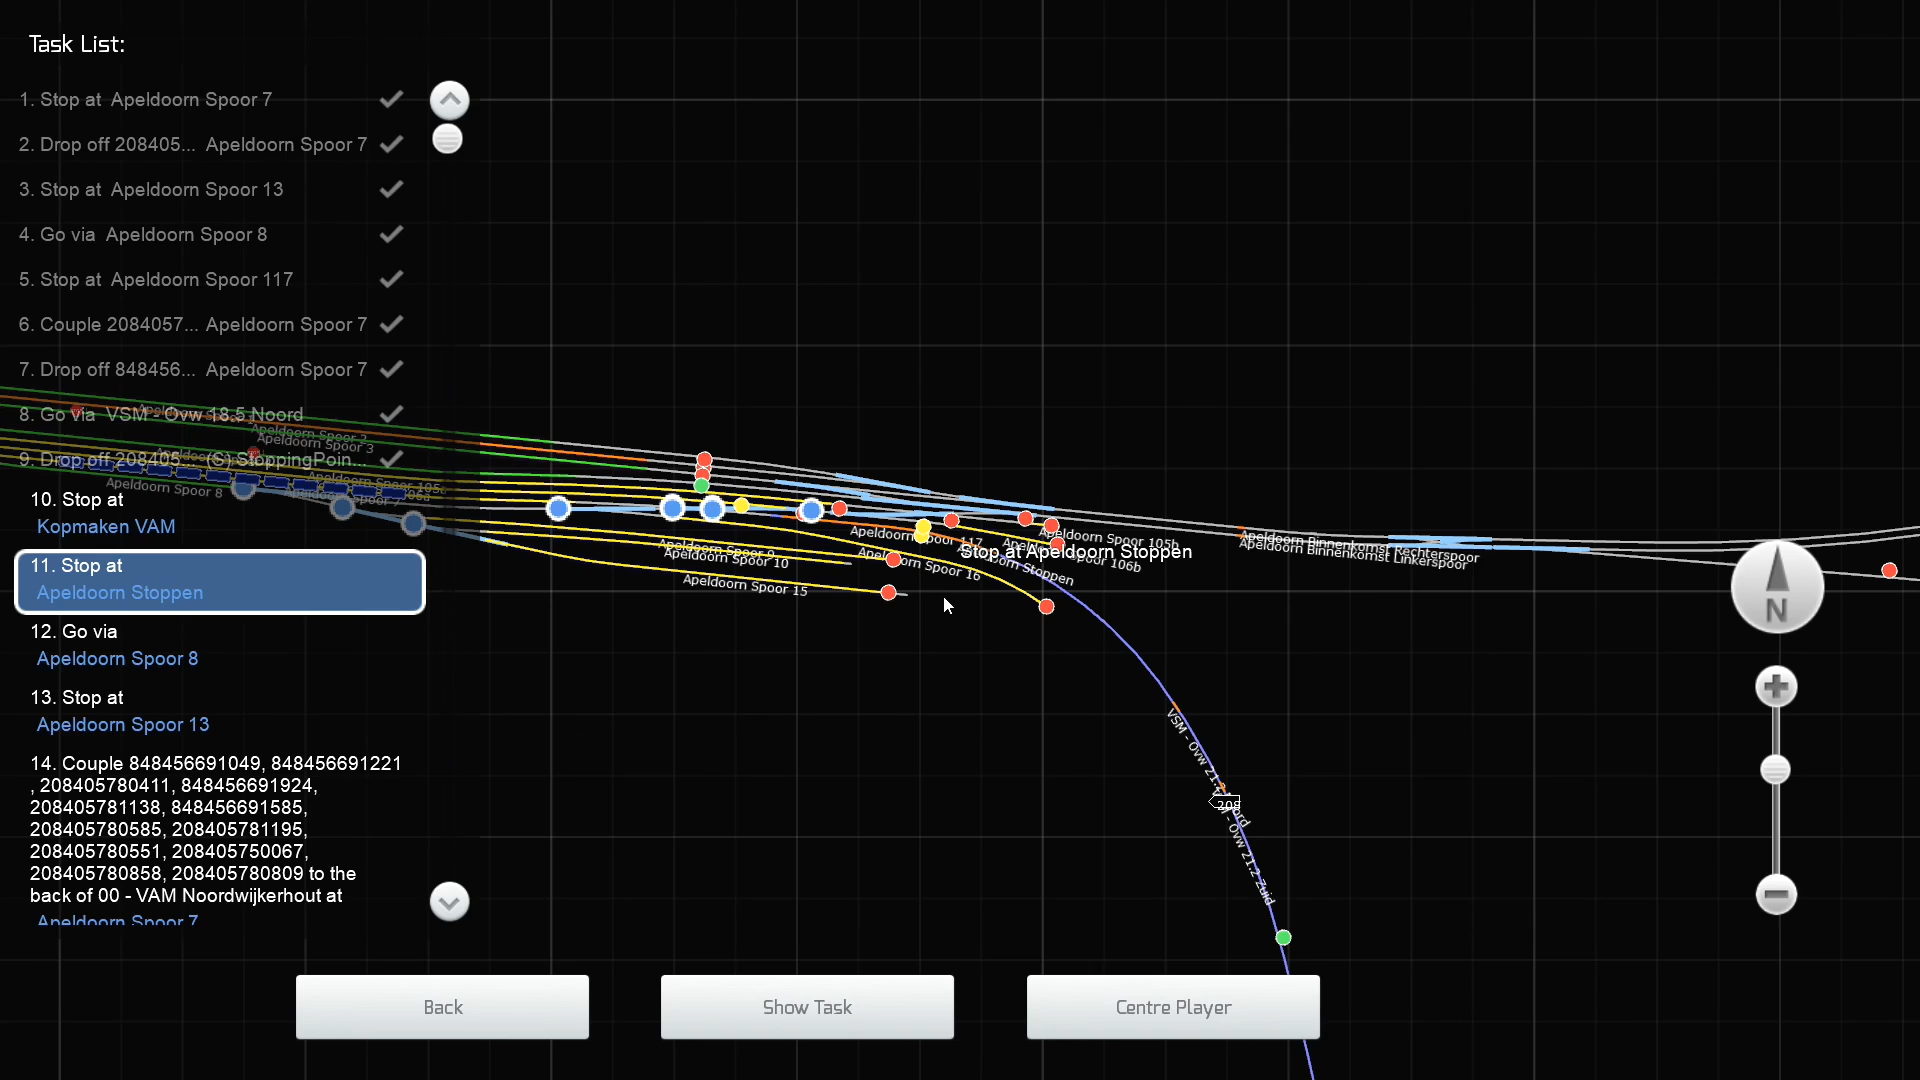 Task List:
1. Stop at  Apeldoorn Spoor 7
2. Drop off 208405...  Apeldoorn Spoor 7
3. Stop at  Apeldoorn Spoor 13
4. Go via  Apeldoorn Spoor 8
5. Stop at  Apeldoorn Spoor 117
6. Couple 2084057...  Apeldoorn Spoor 7
7. Drop off 848456...  Apeldoorn Spoor 7
8. Go via  VSM - Ovw 18.5 Noord
9. Drop off 208405...  (S) StoppingPoin...
10. Stop at
Kopmaken VAM
11. Stop at
Apeldoorn Stoppen
12. Go via
Apeldoorn Spoor 8
13. Stop at
Apeldoorn Spoor 13
14. Couple 848456691049, 848456691221
, 208405780411, 848456691924,
208405781138, 848456691585,
208405780585, 208405781195,
208405780551, 208405750067,
208405780858, 208405780809 to the
back of 00 - VAM Noordwijkerhout at
Apeldoorn Spoor 7
Apeldoorn Spoor 2
Apeldoorn Spoor 3
Apeldoorn Spoor 8
Apeldoorn Spoor 9
Apeldoorn Spoor 10
Apeldoorn Spoor 15
Apeldoorn Spoor 16
Apeldoorn Spoor 105b
Stop at Apeldoorn Stoppen
Apeldoorn Binnenkomst Rechterspoor
Apeldoorn Binnenkomst Linkerspoor
208
N
Back
Show Task
Centre Player